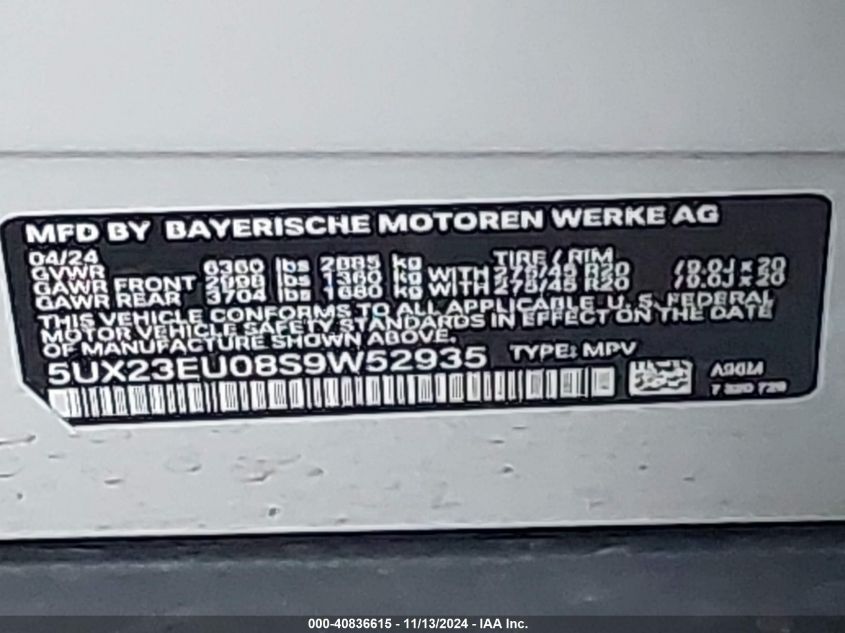 MFD BY BAYERISCHE MOTOREN WERKE AG
04/24 TIRE / RIM
GVWR 6360 lbs 2885 kg
GAWR FRONT lbs 1360 kg WITH 275/45 R20 x 20
GAWR REAR 3704 lbs 1680 kg WITH 275/45 R20 x 20
THIS VEHICLE CONFORMS TO ALL APPLICABLE U. S. FEDERAL
MOTOR VEHICLE SAFETY STANDARDS IN EFFECT ON THE DATE
OF MANUFACTURE SHOWN ABOVE.
5UX23EU08S9W52935 TYPE: MPV
000-40836615 - 11/13/2024 - IAA Inc.